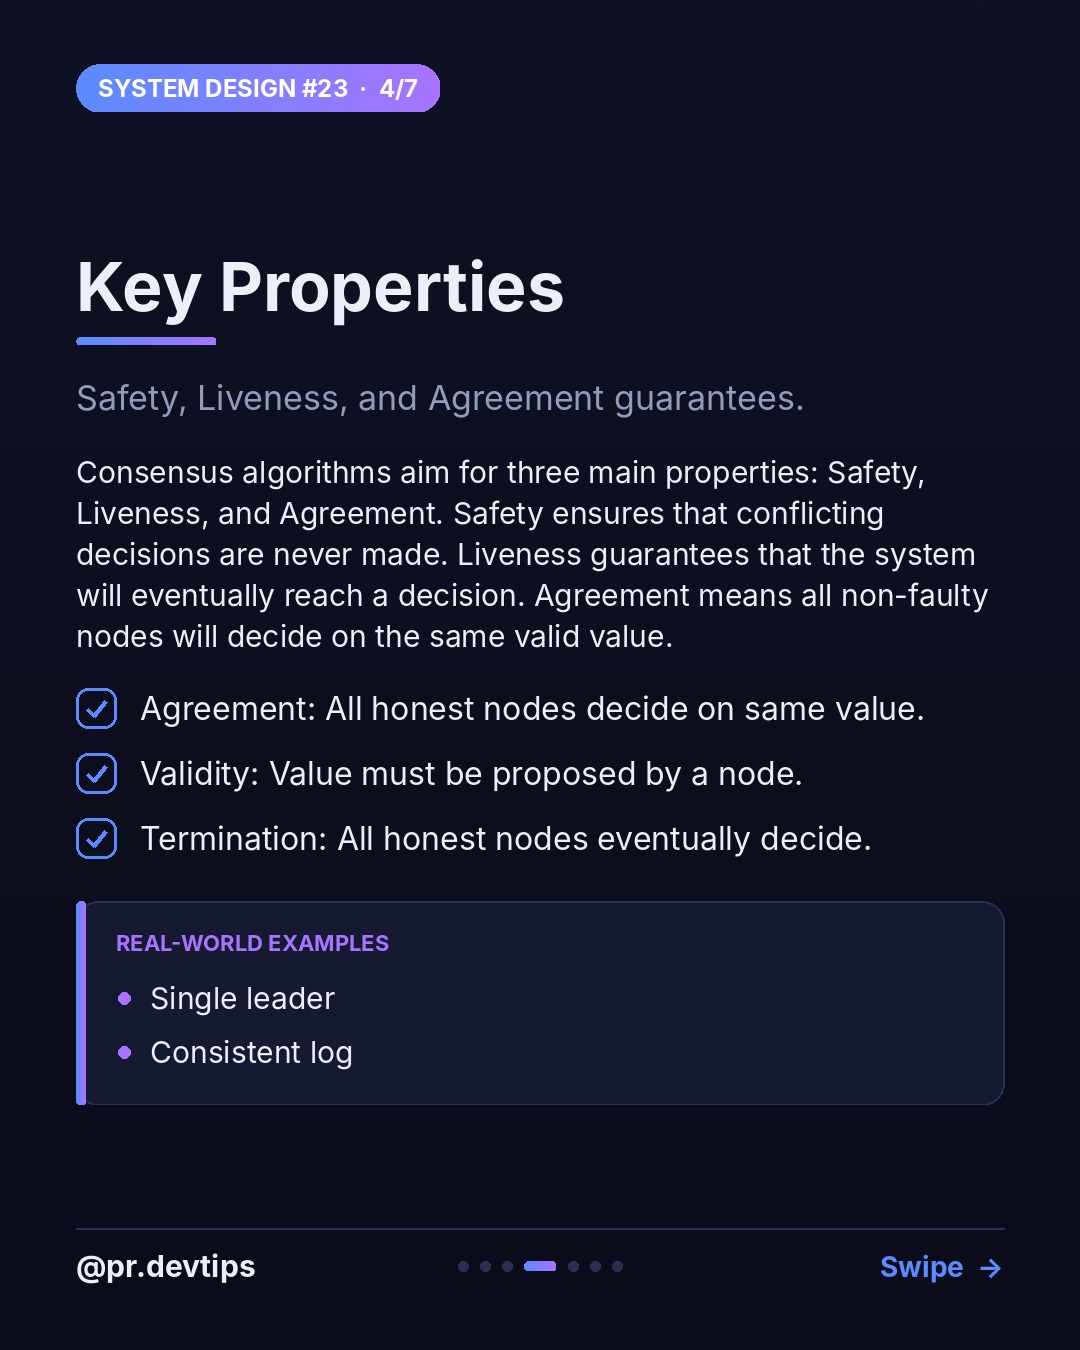 SYSTEM DESIGN #23 · 4/7
Key Properties
Safety, Liveness, and Agreement guarantees.
Consensus algorithms aim for three main properties: Safety,
Liveness, and Agreement. Safety ensures that conflicting
decisions are never made. Liveness guarantees that the system
will eventually reach a decision. Agreement means all non-faulty
nodes will decide on the same valid value.
Agreement: All honest nodes decide on same value.
Validity: Value must be proposed by a node.
Termination: All honest nodes eventually decide.
REAL-WORLD EXAMPLES
Single leader
Consistent log
@pr.devtips
Swipe →